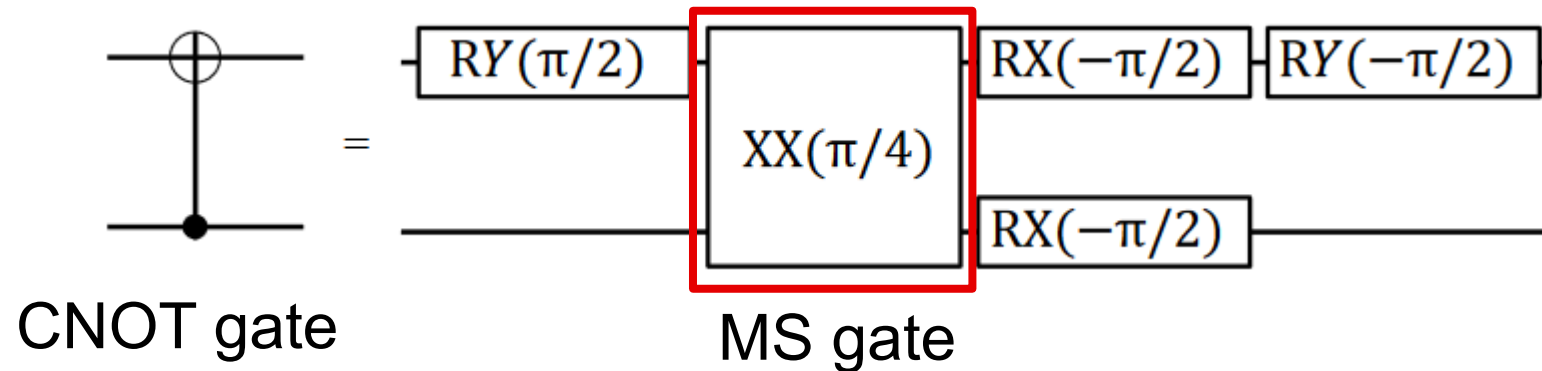 RY(π/2)
XX(π/4)
RX(−π/2)
RY(−π/2)
=
RX(−π/2)
CNOT gate
MS gate